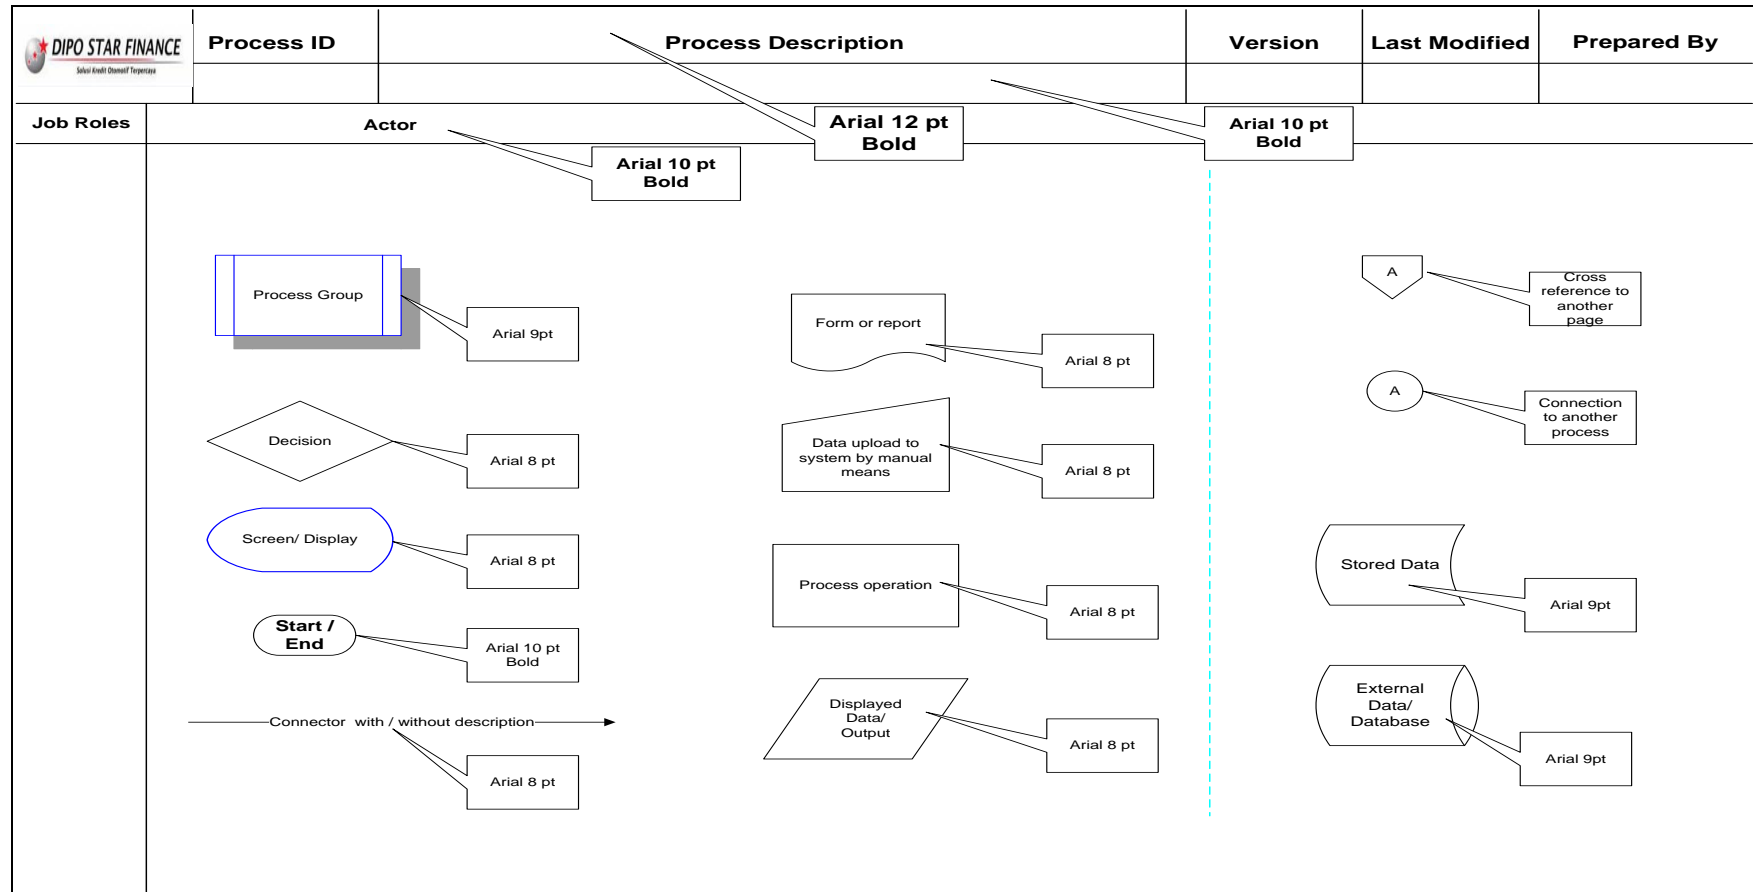 DIPO STAR FINANCE
Solusi Kredit Otomotif Terpercaya
Process ID
Process Description
Version
Last Modified
Prepared By
Job Roles
Actor
Arial 12 pt
Bold
Arial 10 pt
Bold
Arial 10 pt
Bold
Process Group
Arial 9pt
Decision
Arial 8 pt
Screen/ Display
Arial 8 pt
Start /
End
Arial 10 pt
Bold
Connector with / without description
Arial 8 pt
Form or report
Arial 8 pt
Data upload to
system by manual
means
Arial 8 pt
Process operation
Arial 8 pt
Displayed
Data/
Output
Arial 8 pt
A
Cross
reference to
another
page
A
Connection
to another
process
Stored Data
Arial 9pt
External
Data/
Database
Arial 9pt